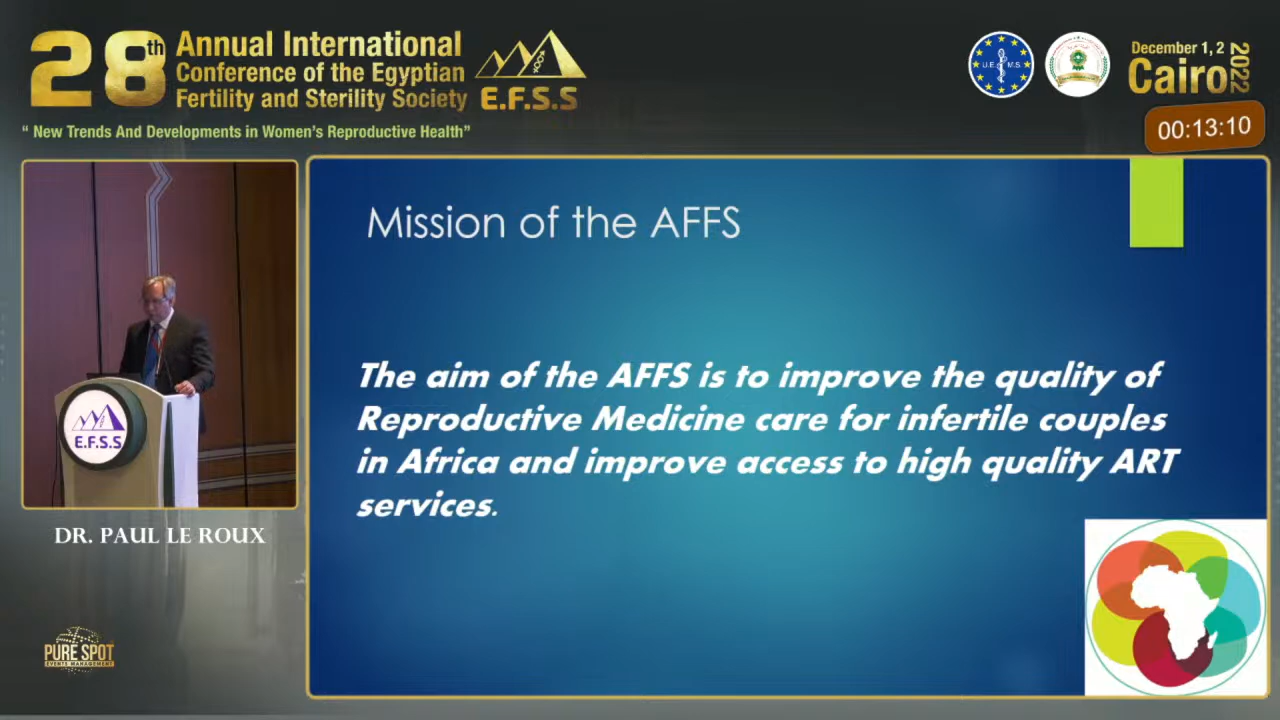 28th
Annual International
Conference of the Egyptian
Fertility and Sterility Society
E.F.S.S
“ New Trends And Developments in Women’s Reproductive Health”
U.E.M.S.
December 1, 2
Cairo
2022
00:13:10
Mission of the AFFS
The aim of the AFFS is to improve the quality of
Reproductive Medicine care for infertile couples
in Africa and improve access to high quality ART
services.
E.F.S.S
DR. PAUL LE ROUX
PURE SPOT
EVENTS MANAGEMENT